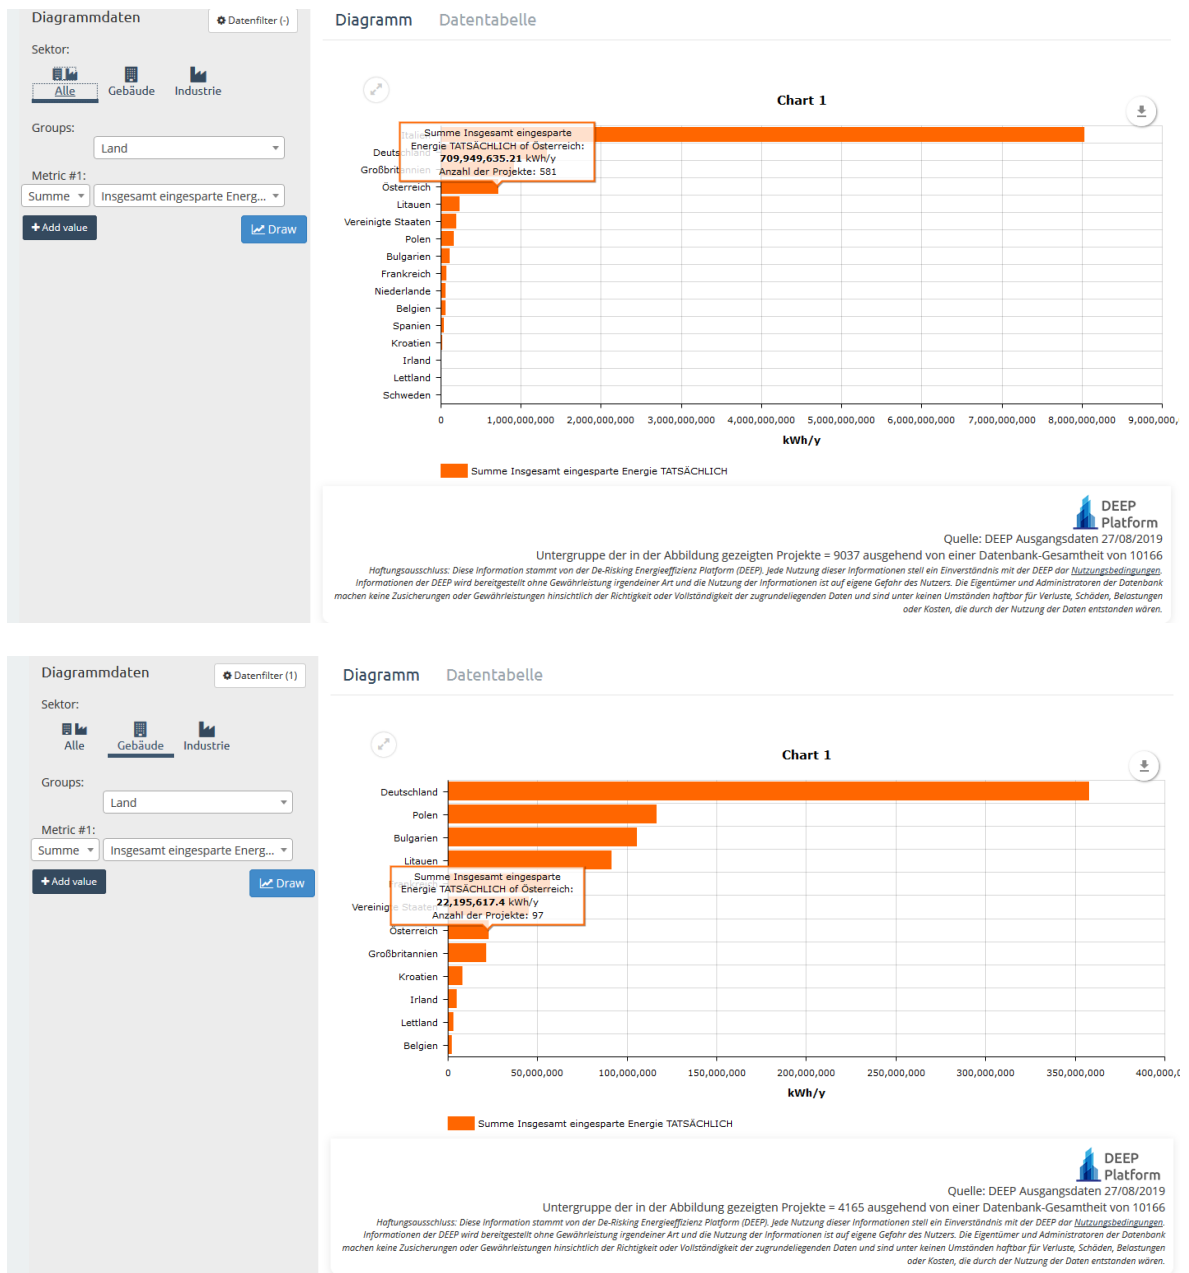 Diagrammdaten
Datenfilter (-)
Diagramm
Datentabelle
Sektor:
Alle
Gebäude
Industrie
Groups:
Land
Metric #1:
Summe
Insgesamt eingesparte Energ...
+ Add value
Draw
Chart 1
Summe Insgesamt eingesparte
Energie TATSÄCHLICH of Österreich:
709,949,635.21 kWh/y
Anzahl der Projekte: 581
Italien
Deutschland
Großbritannien
Österreich
Litauen
Vereinigte Staaten
Polen
Bulgarien
Frankreich
Niederlande
Belgien
Spanien
Kroatien
Irland
Lettland
Schweden
0 1,000,000,000 2,000,000,000 3,000,000,000 4,000,000,000 5,000,000,000 6,000,000,000 7,000,000,000 8,000,000,000 9,000,
kWh/y
Summe Insgesamt eingesparte Energie TATSÄCHLICH
DEEP
Platform
Quelle: DEEP Ausgangsdaten 27/08/2019
Untergruppe der in der Abbildung gezeigten Projekte = 9037 ausgehend von einer Datenbank-Gesamtheit von 10166
Haftungsausschluss: Diese Information stammt von der De-Risking Energieeffizienz Platform (DEEP). Jede Nutzung dieser Informationen stell ein Einverständnis mit der DEEP dar Nutzungsbedingungen.
Informationen der DEEP wird bereitgestellt ohne Gewährleistung irgendeiner Art und die Nutzung der Informationen ist auf eigene Gefahr des Nutzers. Die Eigentümer und Administratoren der Datenbank
machen keine Zusicherungen oder Gewährleistungen hinsichtlich der Richtigkeit oder Vollständigkeit der zugrundeliegenden Daten und sind unter keinen Umständen haftbar für Verluste, Schäden, Belastungen
oder Kosten, die durch der Nutzung der Daten entstanden wären.
Diagrammdaten
Datenfilter (1)
Diagramm
Datentabelle
Sektor:
Alle
Gebäude
Industrie
Groups:
Land
Metric #1:
Summe
Insgesamt eingesparte Energ...
+ Add value
Draw
Chart 1
Deutschland
Polen
Bulgarien
Litauen
Summe Insgesamt eingesparte
Energie TATSÄCHLICH of Österreich:
22,195,617.4 kWh/y
Anzahl der Projekte: 97
Frankreich
Vereinigte Staaten
Österreich
Großbritannien
Kroatien
Irland
Lettland
Belgien
0 50,000,000 100,000,000 150,000,000 200,000,000 250,000,000 300,000,000 350,000,000 400,000,0
kWh/y
Summe Insgesamt eingesparte Energie TATSÄCHLICH
DEEP
Platform
Quelle: DEEP Ausgangsdaten 27/08/2019
Untergruppe der in der Abbildung gezeigten Projekte = 4165 ausgehend von einer Datenbank-Gesamtheit von 10166
Haftungsausschluss: Diese Information stammt von der De-Risking Energieeffizienz Platform (DEEP). Jede Nutzung dieser Informationen stell ein Einverständnis mit der DEEP dar Nutzungsbedingungen.
Informationen der DEEP wird bereitgestellt ohne Gewährleistung irgendeiner Art und die Nutzung der Informationen ist auf eigene Gefahr des Nutzers. Die Eigentümer und Administratoren der Datenbank
machen keine Zusicherungen oder Gewährleistungen hinsichtlich der Richtigkeit oder Vollständigkeit der zugrundeliegenden Daten und sind unter keinen Umständen haftbar für Verluste, Schäden, Belastungen
oder Kosten, die durch der Nutzung der Daten entstanden wären.